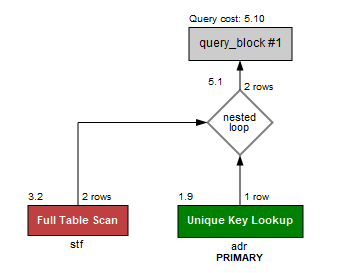 Query cost: 5.10
query_block #1
5.1
2 rows
nested
loop
3.2
2 rows
1.9
1 row
Full Table Scan
Unique Key Lookup
stf
adr
PRIMARY